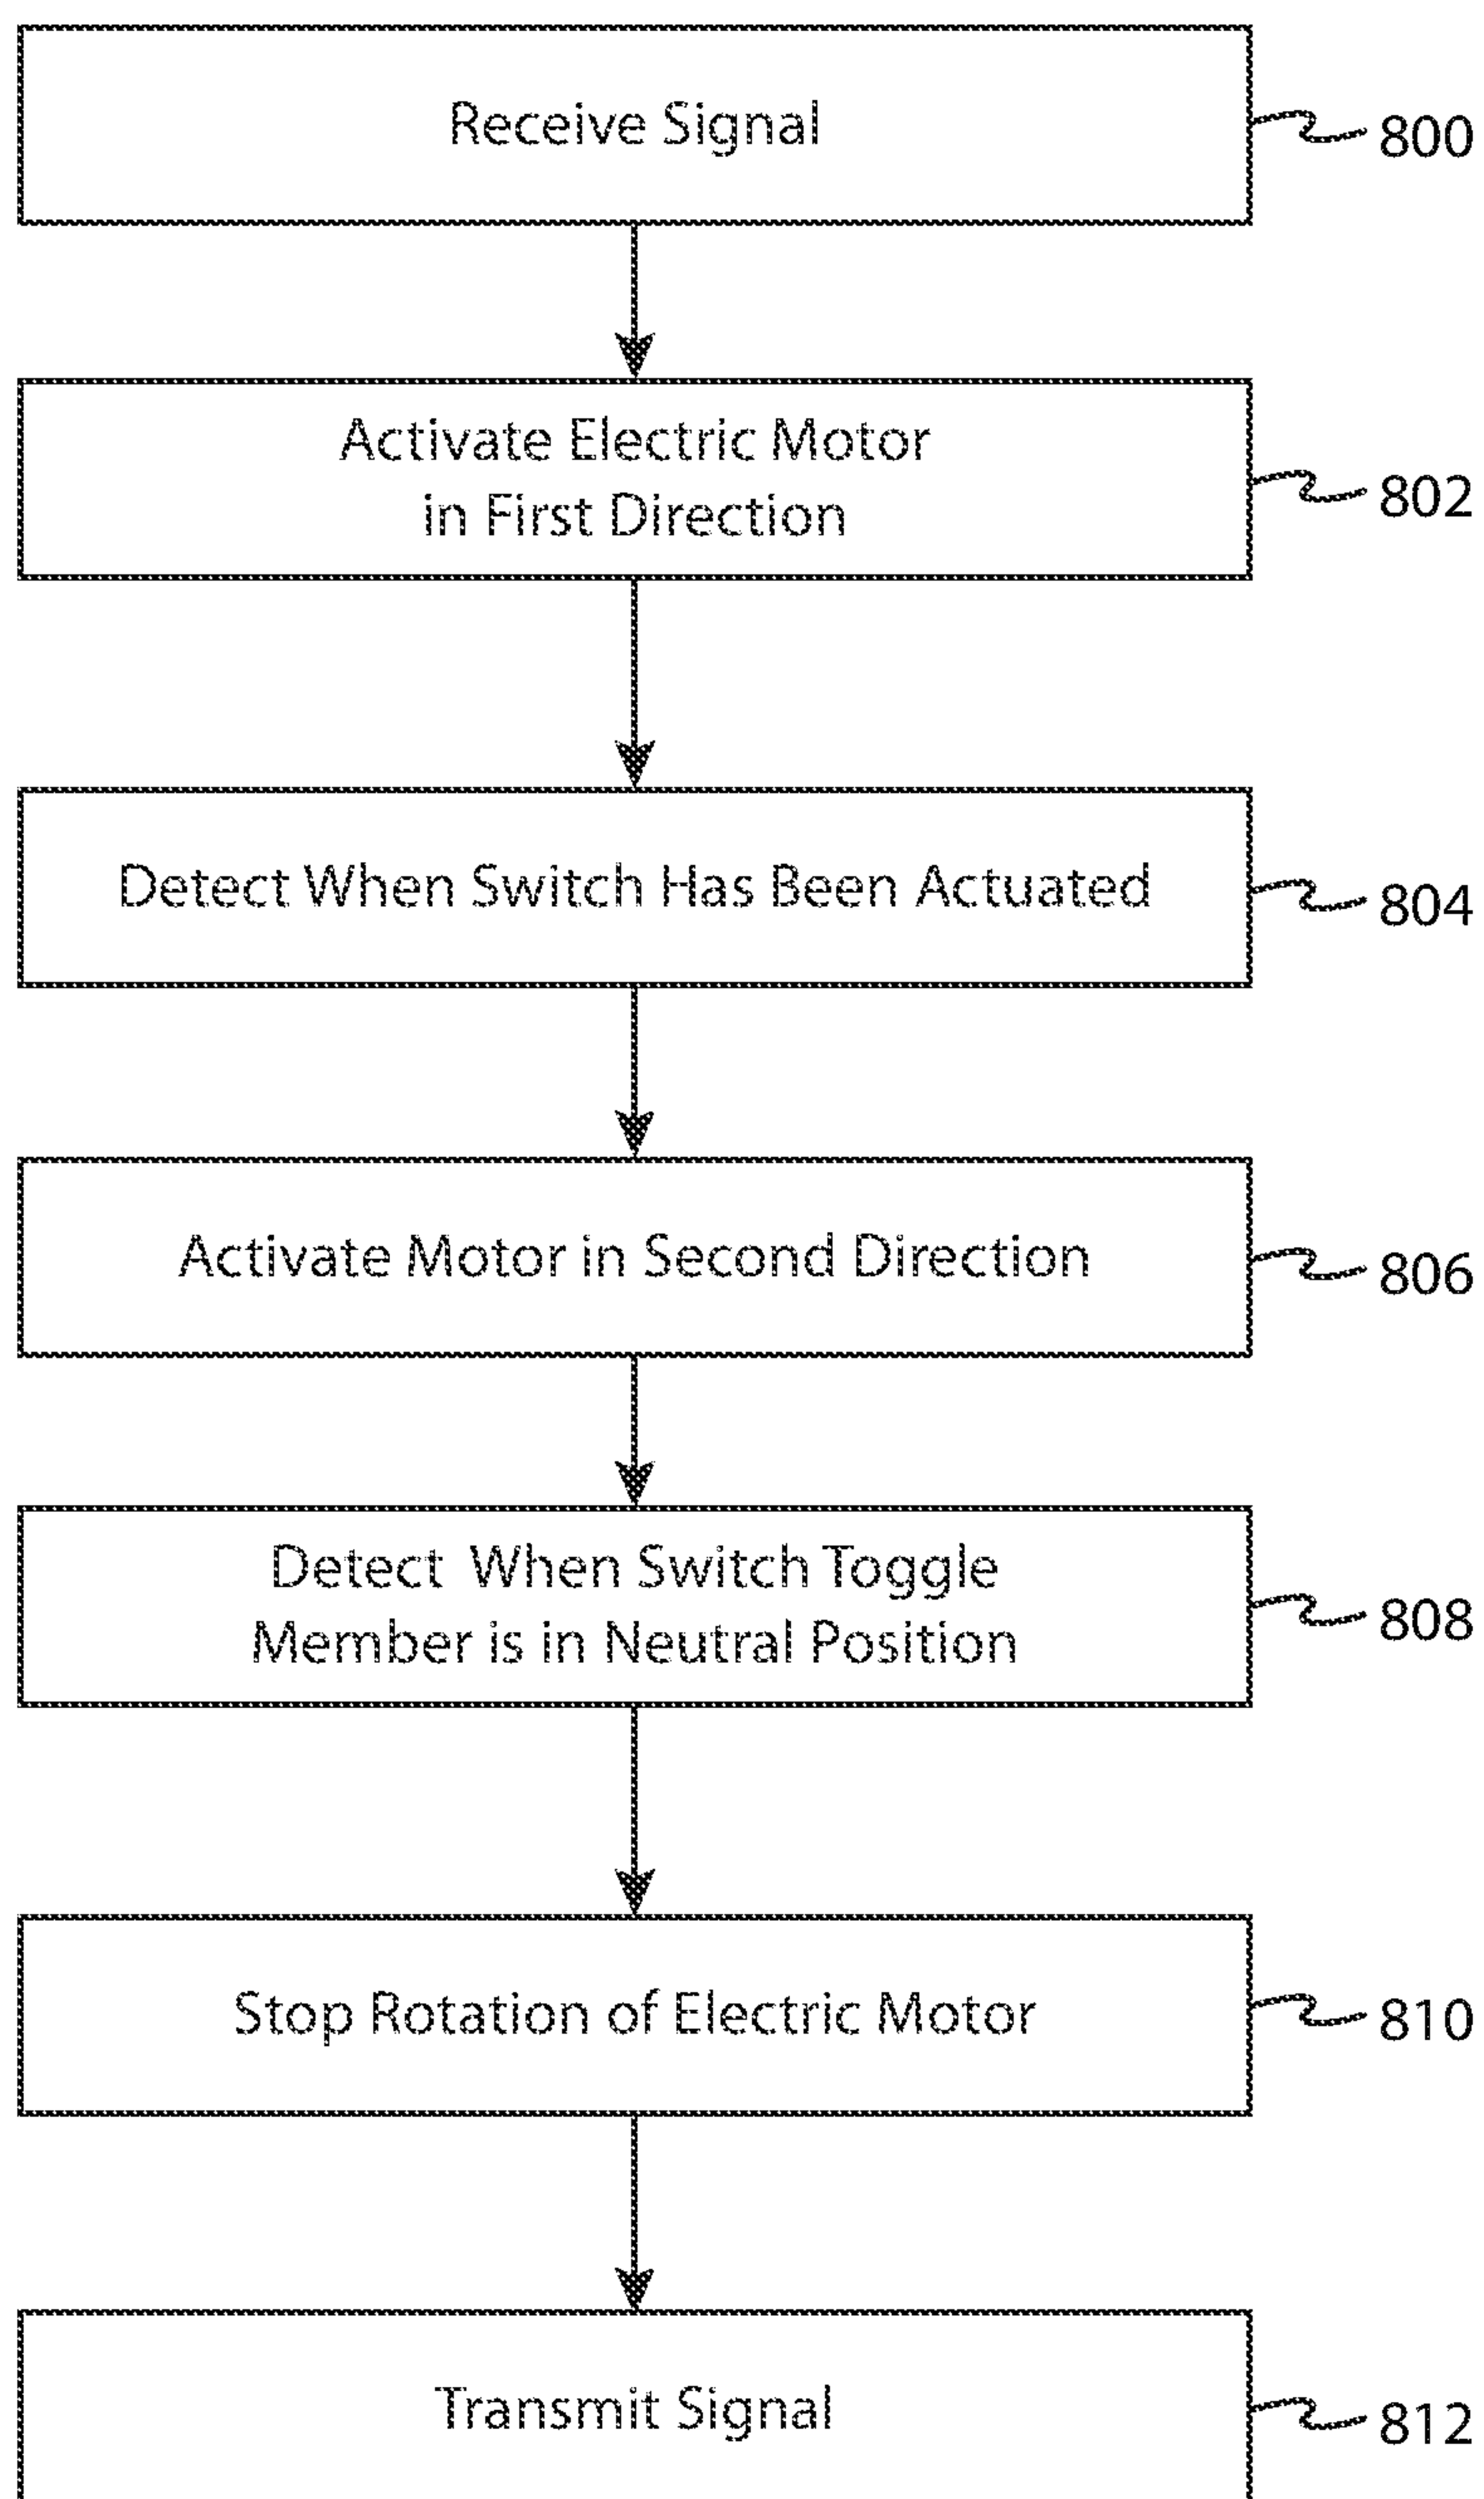 Receive Signal
800
Activate Electric Motor
in First Direction
802
Detect When Switch Has Been Actuated
804
Activate Motor in Second Direction
806
Detect When Switch Toggle
Member is in Neutral Position
808
Stop Rotation of Electric Motor
810
Transmit Signal
812